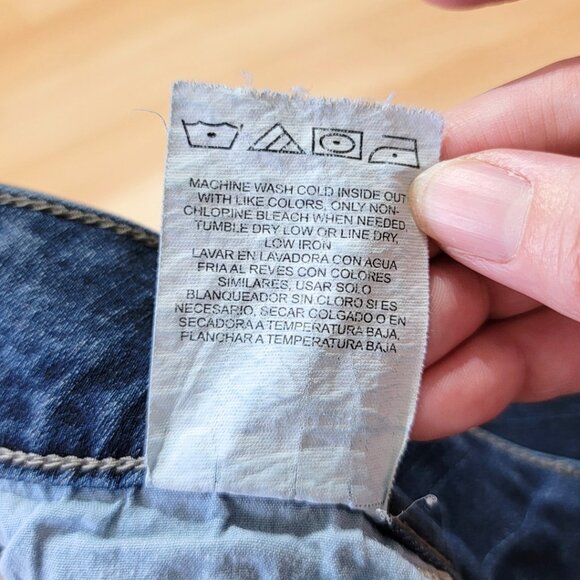 MACHINE WASH COLD INSIDE OUT
WITH LIKE COLORS, ONLY NON-
CHLORINE BLEACH WHEN NEEDED,
TUMBLE DRY LOW OR LINE DRY,
LOW IRON
LAVAR EN LAVADORA CON AGUA
FRIA AL REVES CON COLORES
SIMILARES, USAR SOLO
BLANQUEADOR SIN CLORO SI ES
NECESARIO, SECAR COLGADO O EN
SECADORA A TEMPERATURA BAJA,
PLANCHAR A TEMPERATURA BAJA